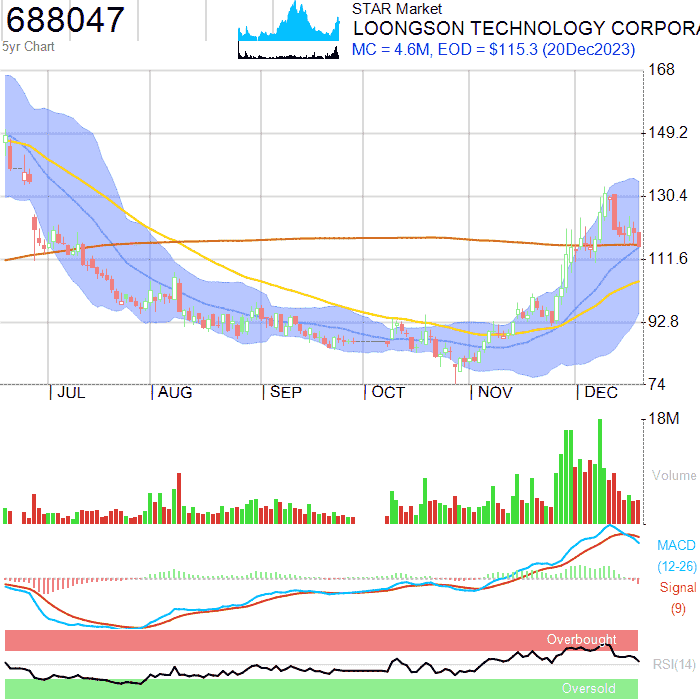 688047
5yr Chart
STAR Market
LOONGSON TECHNOLOGY CORPORA
MC = 4.6M, EOD = $115.3 (20Dec2023)
168
149.2
130.4
111.6
92.8
74
JUL AUG SEP OCT NOV DEC
18M
Volume
MACD
(12-26)
Signal
(9)
Overbought
RSI(14)
Oversold